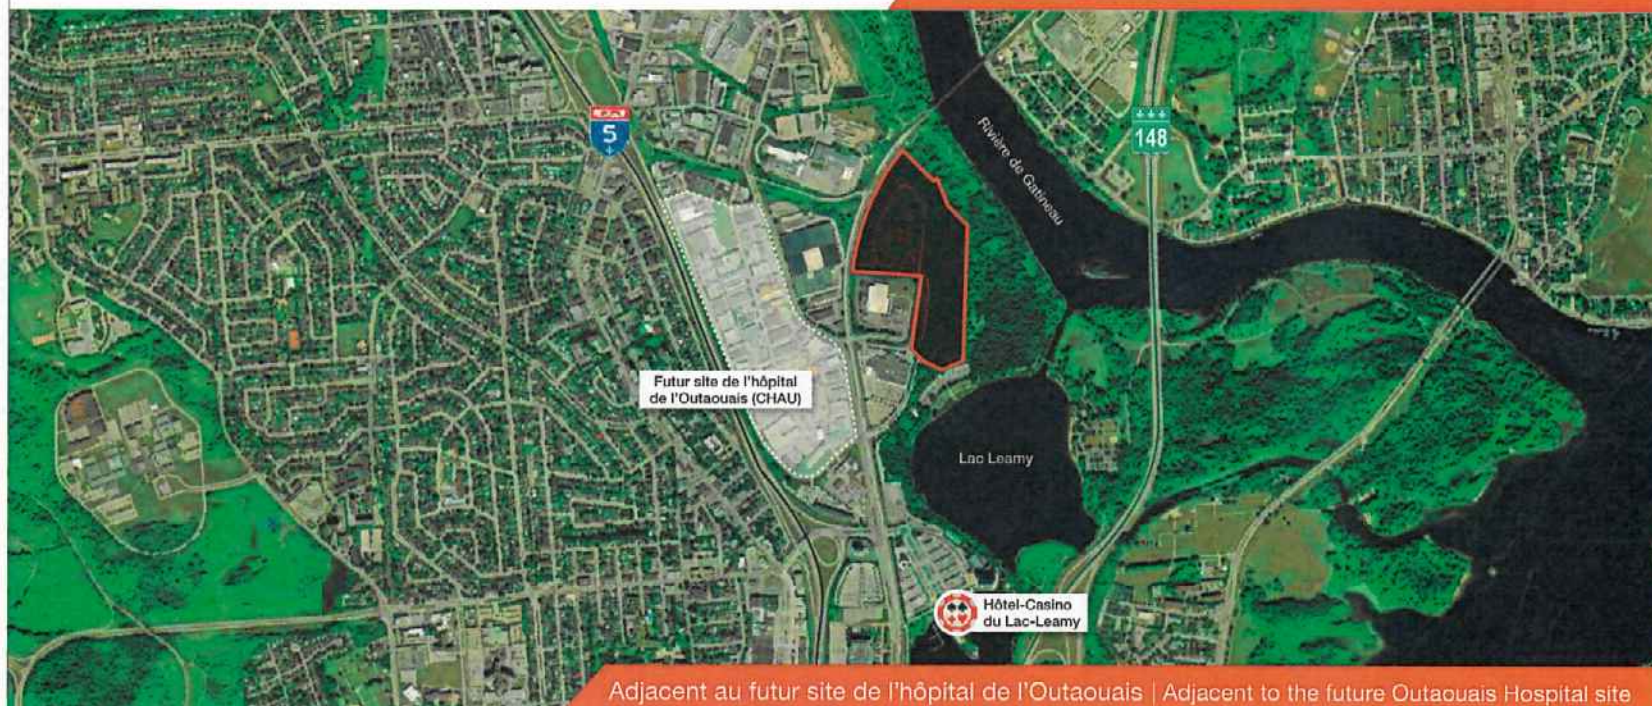 5
148
Rivière de Gatineau
Futur site de l'hôpital
de l'Outaouais (CHAU)
Lac Leamy
Hôtel-Casino
du Lac-Leamy
Adjacent au futur site de l'hôpital de l'Outaouais | Adjacent to the future Outaouais Hospital site